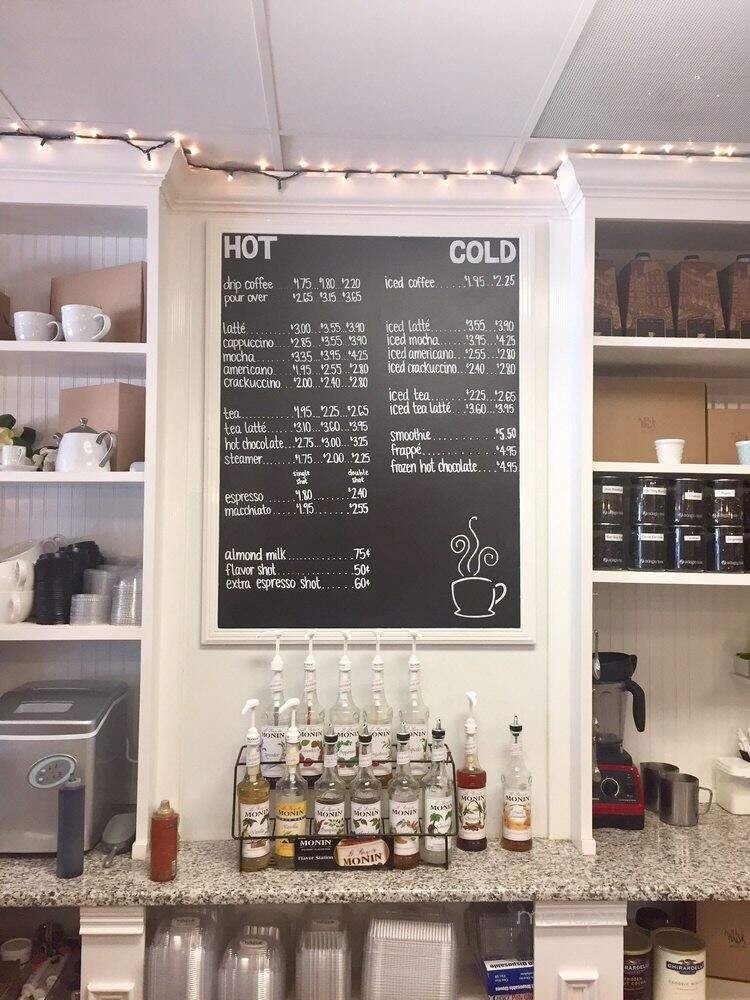 HOT
drip coffee $1.75 $1.80 $2.20
pour over $2.65 $3.15 $3.65
latté $3.00 $3.55 $3.90
cappuccino $2.85 $3.55 $3.90
mocha $3.35 $3.95 $4.25
americano $1.95 $2.55 $2.80
crackuccino $2.00 $2.40 $2.80
tea $1.95 $2.25 $2.65
tea latté $3.10 $3.60 $3.95
hot chocolate $2.75 $3.00 $3.25
steamer $1.75 $2.00 $2.25
single shot double shot
espresso $1.80 $2.40
macchiato $1.95 $2.55
almond milk 75¢
flavor shot 50¢
extra espresso shot 60¢
COLD
iced coffee $1.95 $2.25
iced latté $3.55 $3.90
iced mocha $3.95 $4.25
iced americano $2.55 $2.80
iced crackuccino $2.40 $2.80
iced tea $2.25 $2.65
iced tea latté $3.60 $3.95
smoothie $5.50
frappé $4.95
frozen hot chocolate $4.95
MONIN
MONIN
MONIN
MONIN
MONIN
MONIN
MONIN
MONIN
MONIN
Flavor Station
MONIN
adagio teas
GHIRARDELLI